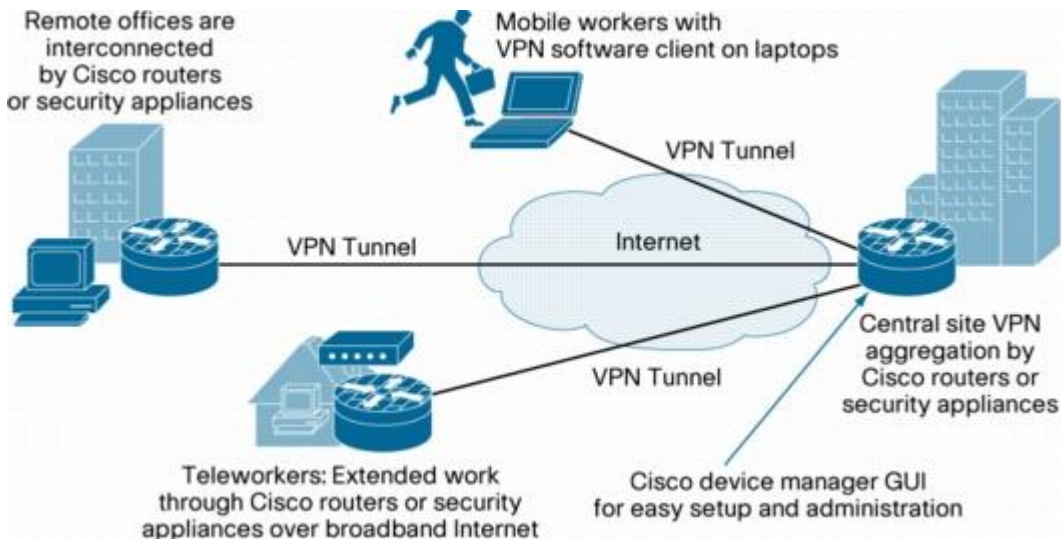 Remote offices are
interconnected
by Cisco routers
or security appliances
Mobile workers with
VPN software client on laptops
VPN Tunnel
VPN Tunnel
Internet
VPN Tunnel
Central site VPN
aggregation by
Cisco routers or
security appliances
Teleworkers: Extended work
through Cisco routers or security
appliances over broadband Internet
Cisco device manager GUI
for easy setup and administration